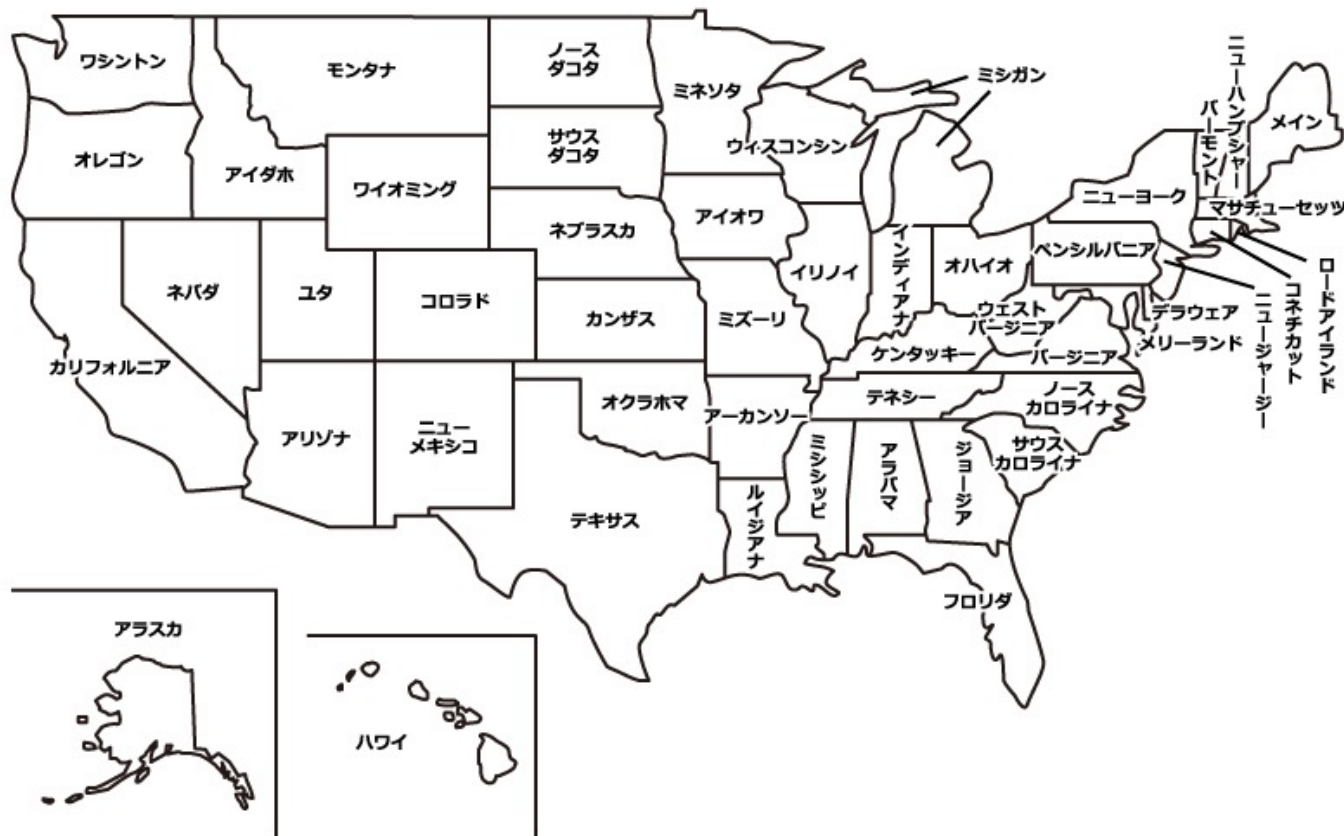 ワシントン
モンタナ
ノース
ダコタ
ミネソタ
ミシガン
ニューハンプシャー
バーモント
メイン
オレゴン
アイダホ
ワイオミング
サウス
ダコタ
ウィスコンシン
ニューヨーク
マサチューセッツ
ネブラスカ
アイオワ
ネバダ
ユタ
コロラド
カンザス
ミズーリ
イリノイ
インディアナ
オハイオ
ペンシルバニア
ロードアイランド
コネチカット
ニュージャージー
デラウェア
メリーランド
ウェスト
バージニア
バージニア
ケンタッキー
カリフォルニア
アリゾナ
ニュー
メキシコ
オクラホマ
アーカンソー
テネシー
ノース
カロライナ
サウス
カロライナ
テキサス
ルイジアナ
ミシシッピ
アラバマ
ジョージア
フロリダ
アラスカ
ハワイ